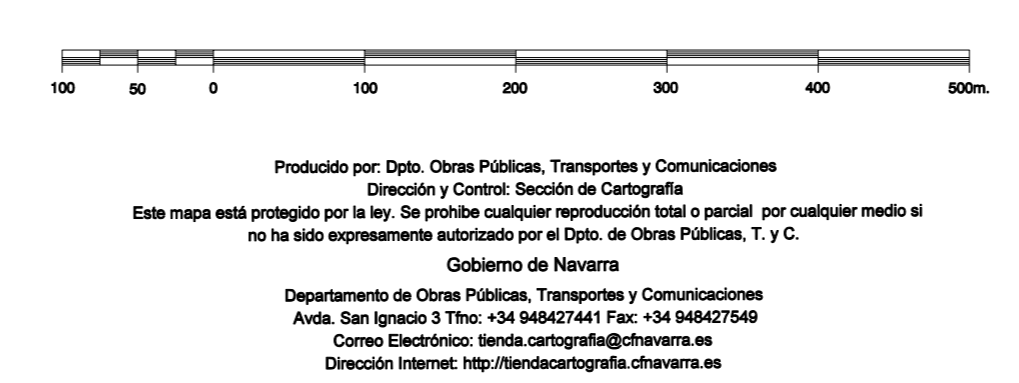 100 50 0 100 200 300 400 500m.
Producido por: Dpto. Obras Públicas, Transportes y Comunicaciones
Dirección y Control: Sección de Cartografía
Este mapa está protegido por la ley. Se prohibe cualquier reproducción total o parcial por cualquier medio si
no ha sido expresamente autorizado por el Dpto. de Obras Públicas, T. y C.
Gobierno de Navarra
Departamento de Obras Públicas, Transportes y Comunicaciones
Avda. San Ignacio 3 Tfno: +34 948427441 Fax: +34 948427549
Correo Electrónico: tienda.cartografia@cfnavarra.es
Dirección Internet: http://tiendacartografia.cfnavarra.es